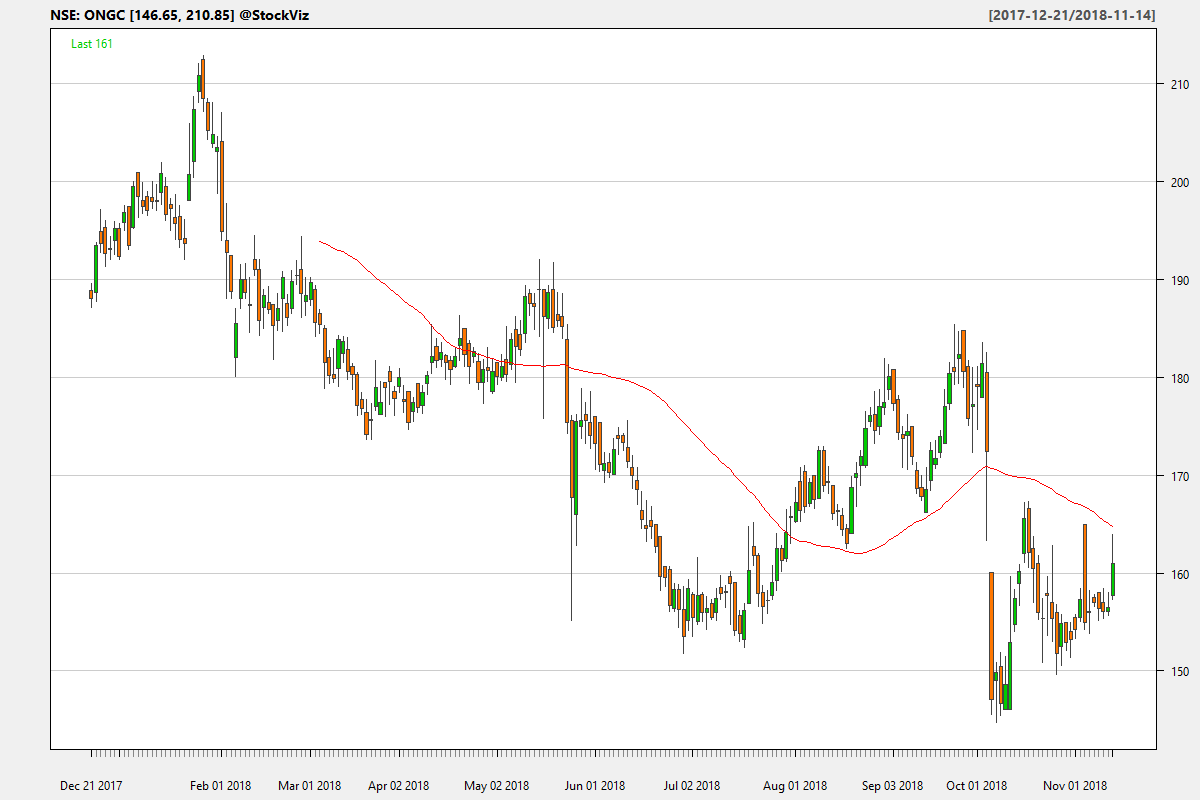 NSE: ONGC [146.65, 210.85] @StockViz
[2017-12-21/2018-11-14]
Last 161
210
200
190
180
170
160
150
Dec 21 2017
Feb 01 2018
Mar 01 2018
Apr 02 2018
May 02 2018
Jun 01 2018
Jul 02 2018
Aug 01 2018
Sep 03 2018
Oct 01 2018
Nov 01 2018